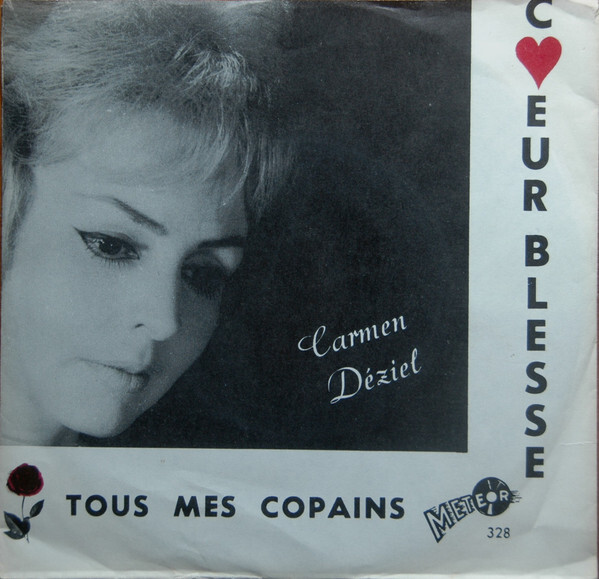 C♥EUR BLESSE
Carmen
Déziel
TOUS MES COPAINS
METEOR
328